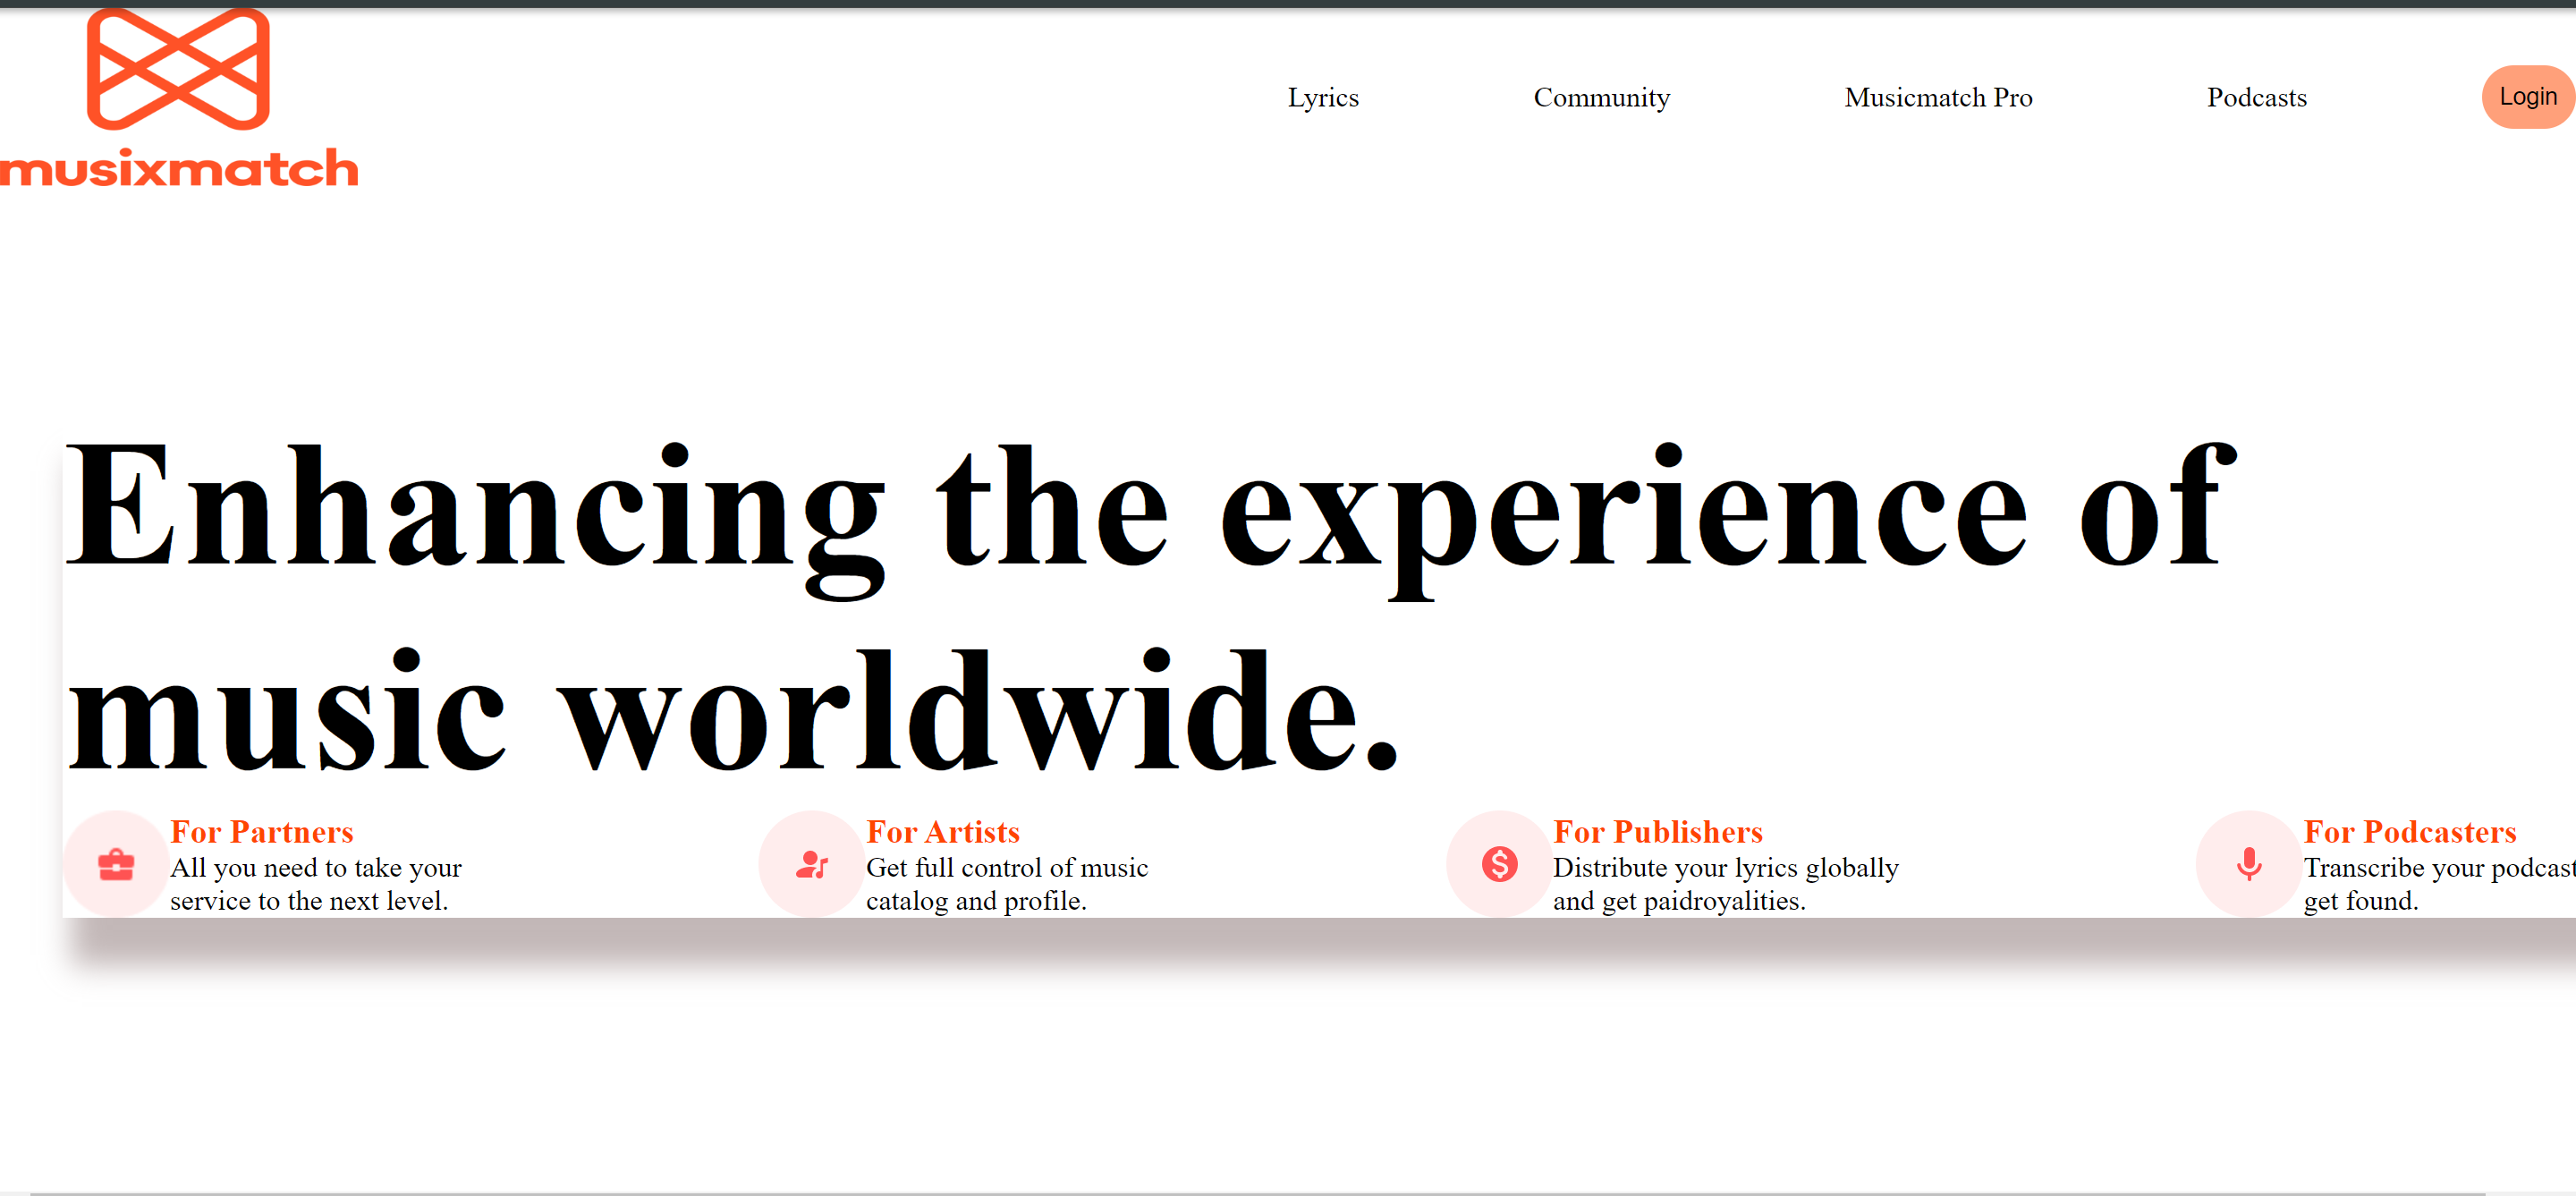 musixmatch
Lyrics
Community
Musicmatch Pro
Podcasts
Login
Enhancing the experience of
music worldwide.
For Partners
All you need to take your
service to the next level.
For Artists
Get full control of music
catalog and profile.
For Publishers
Distribute your lyrics globally
and get paidroyalities.
For Podcasters
Transcribe your podcast
get found.